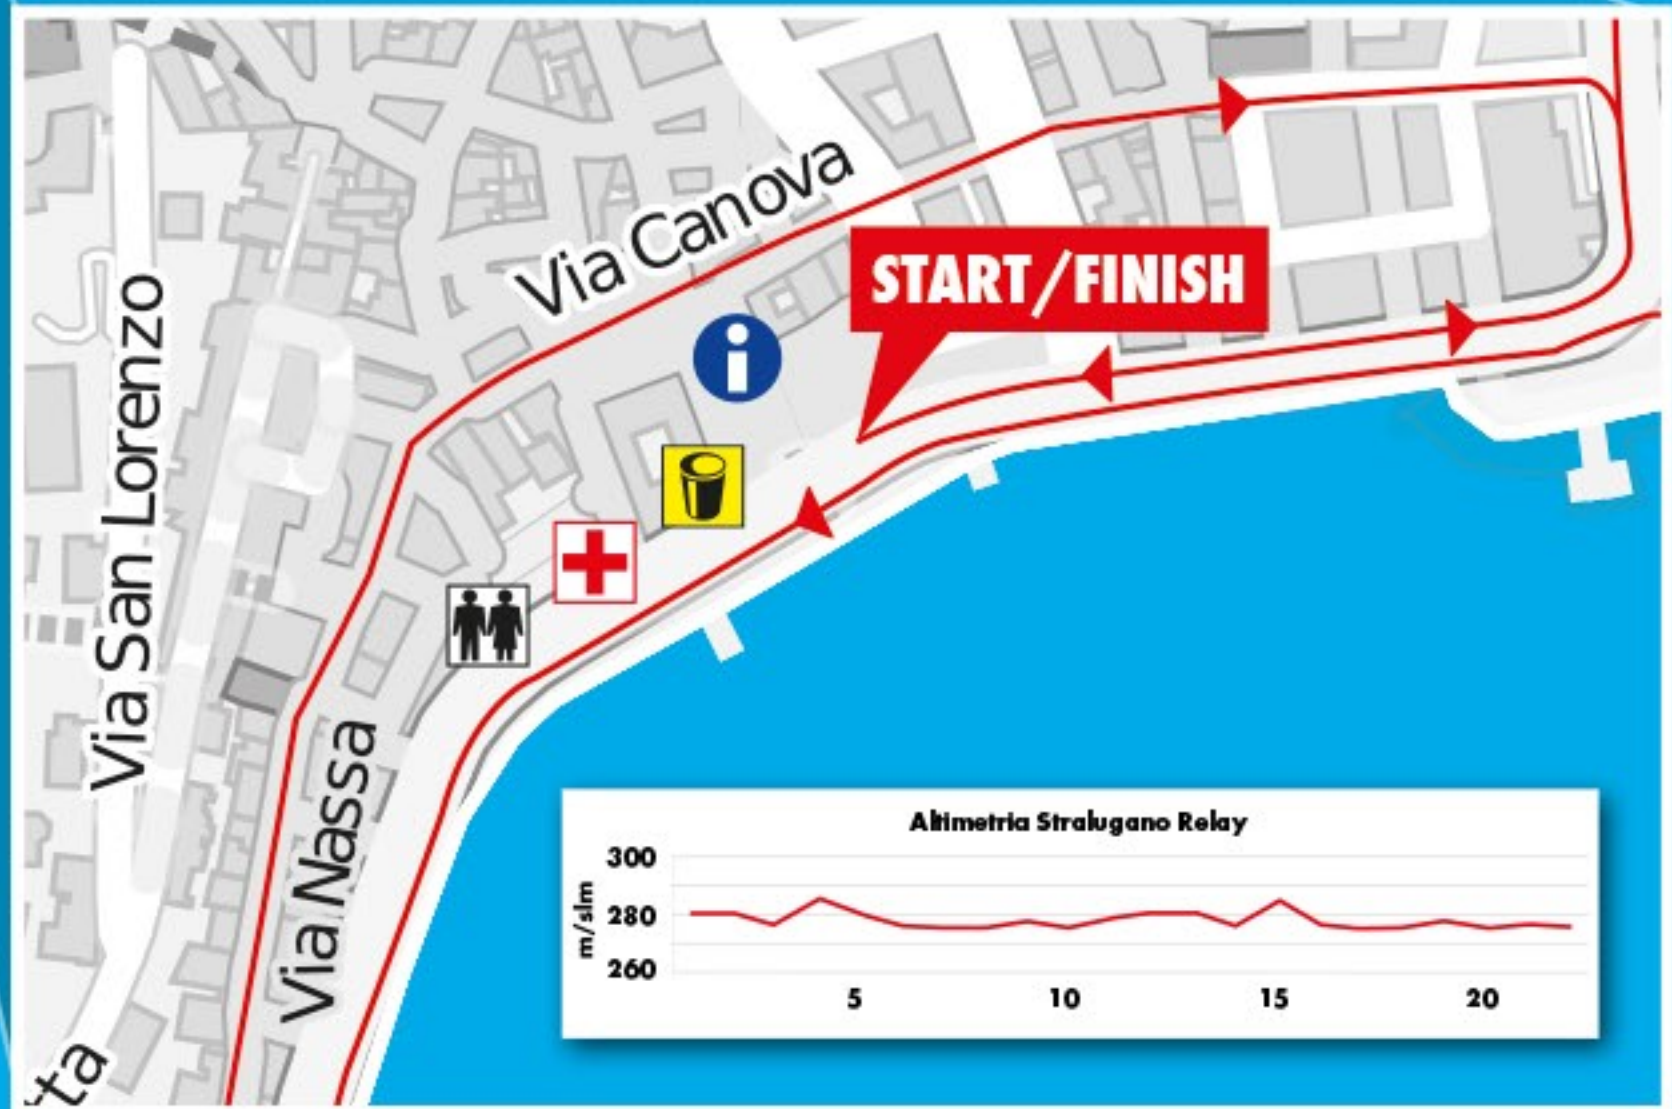 Via Canova
START/FINISH
Via San Lorenzo
Via Nassa
Altimetria Stralugano Relay
m/slm
300
280
260
5
10
15
20